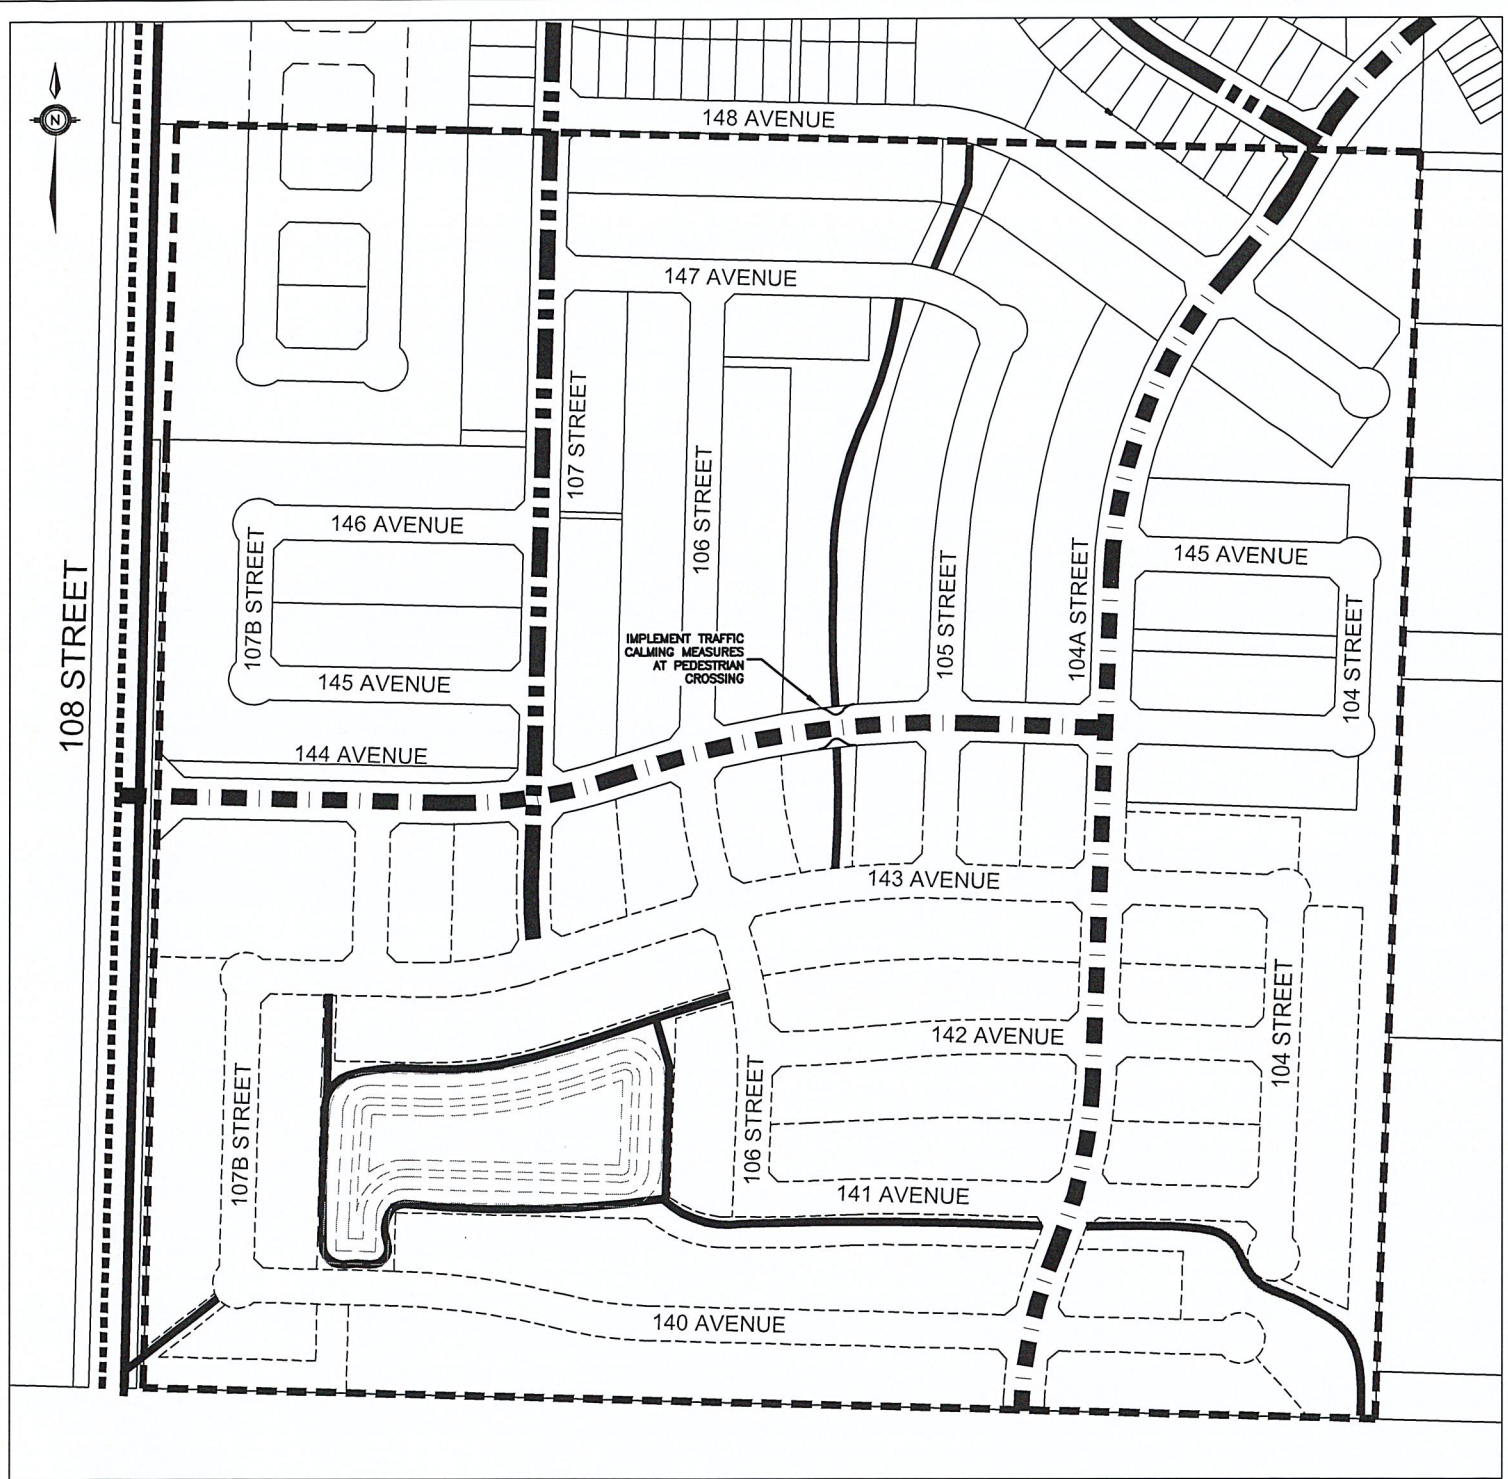 N
148 AVENUE
147 AVENUE
107 STREET
106 STREET
146 AVENUE
107B STREET
145 AVENUE
105 STREET
104A STREET
145 AVENUE
104 STREET
108 STREET
IMPLEMENT TRAFFIC
CALMING MEASURES
AT PEDESTRIAN
CROSSING
144 AVENUE
143 AVENUE
142 AVENUE
104 STREET
107B STREET
106 STREET
141 AVENUE
140 AVENUE